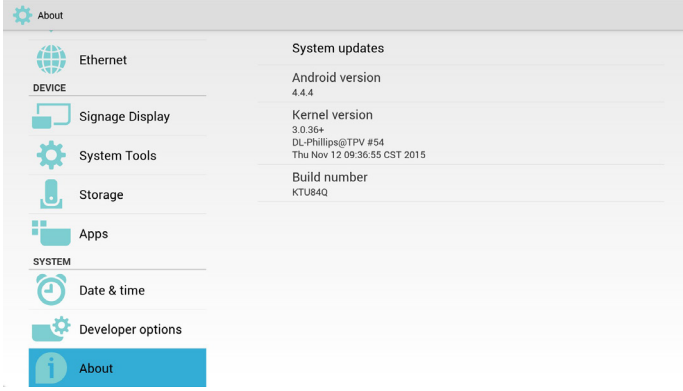 About
Ethernet
DEVICE
Signage Display
System Tools
Storage
Apps
SYSTEM
Date & time
Developer options
About
System updates
Android version
4.4.4
Kernel version
3.0.36+
DL-Phillips@TPV #54
Thu Nov 12 09:36:55 CST 2015
Build number
KTU84Q